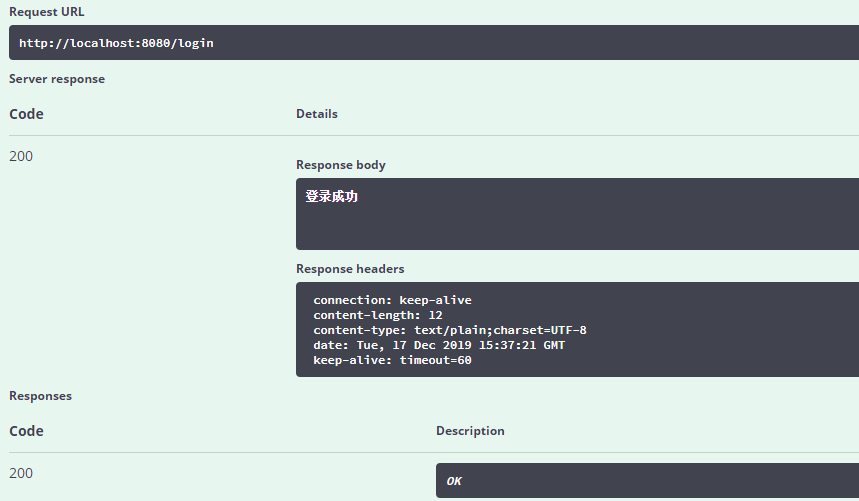 Request URL
http://localhost:8080/login
Server response
Code Details
200
Response body
登录成功
Response headers
connection: keep-alive
content-length: 12
content-type: text/plain;charset=UTF-8
date: Tue, 17 Dec 2019 15:37:21 GMT
keep-alive: timeout=60
Responses
Code Description
200
OK